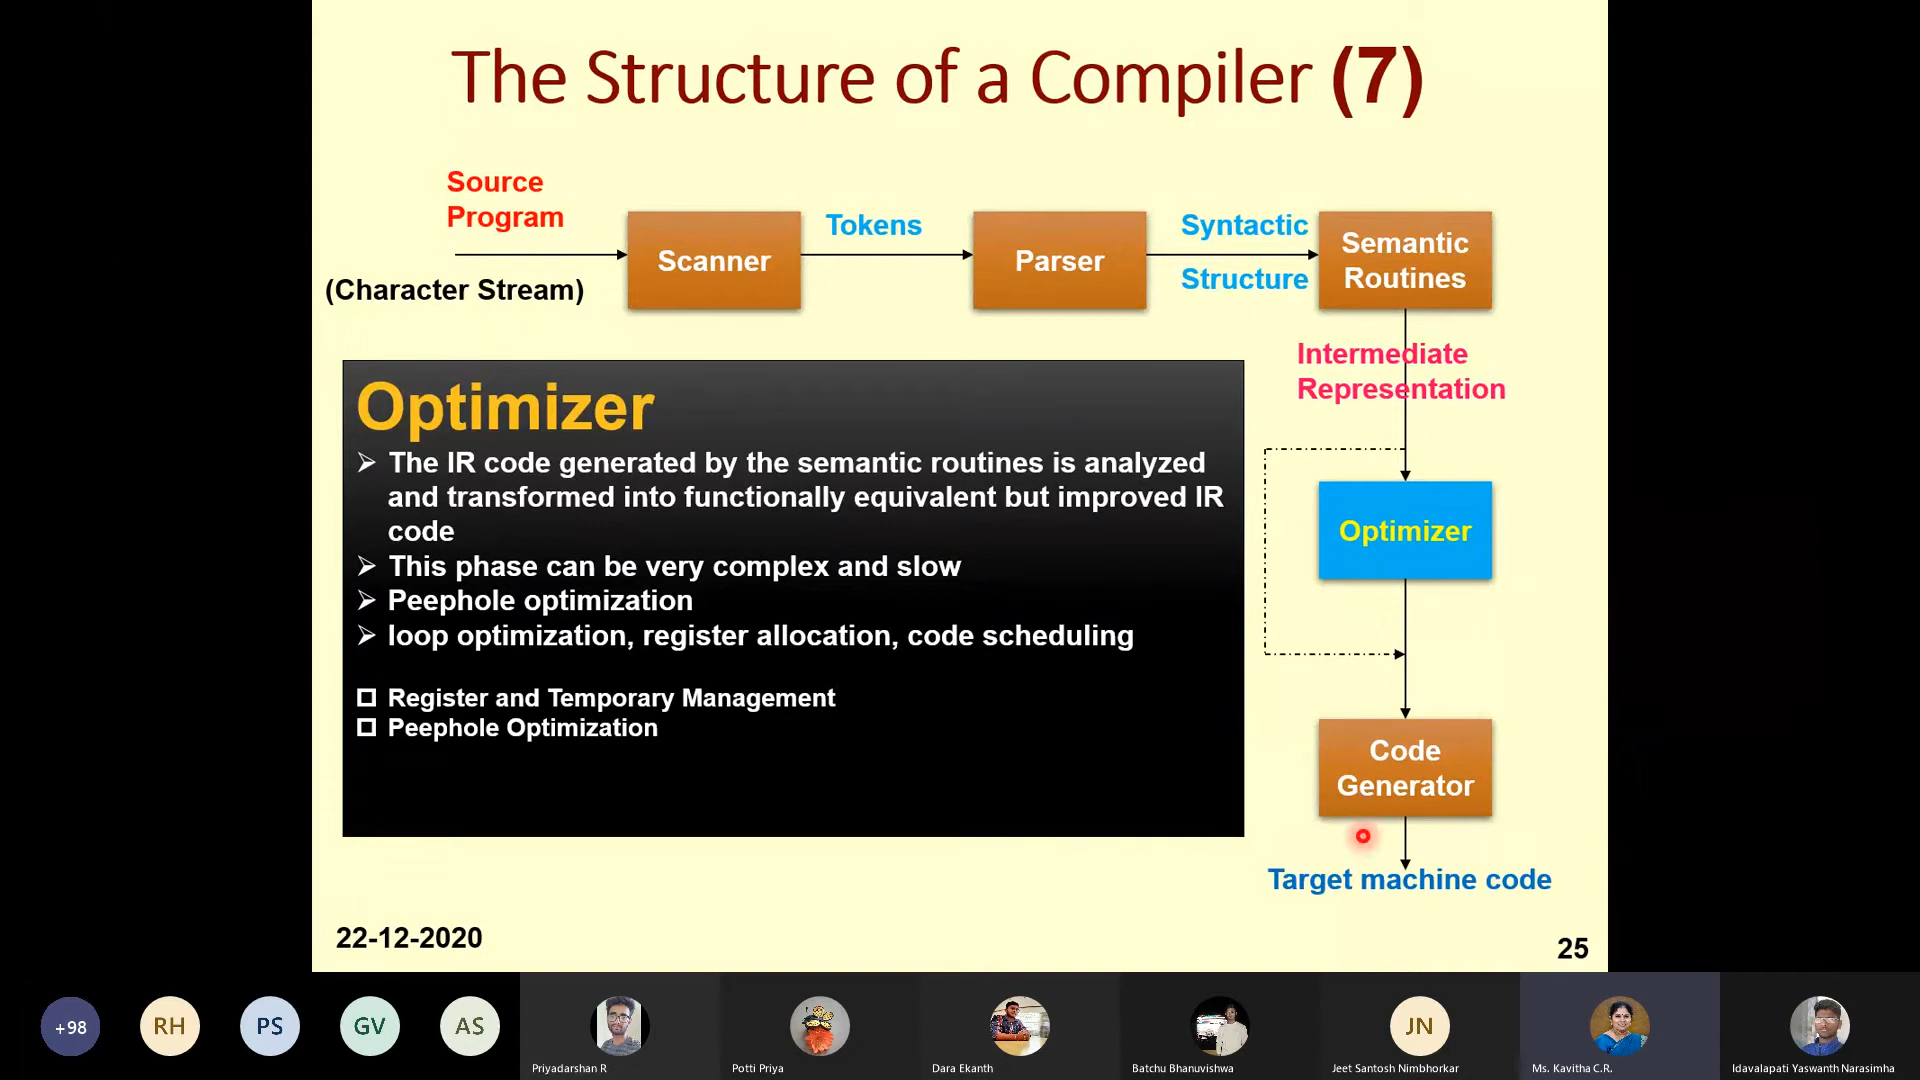 The Structure of a Compiler (7)
Source
Program
(Character Stream)
Scanner
Tokens
Parser
Syntactic
Structure
Semantic
Routines
Intermediate
Representation
Optimizer
➢ The IR code generated by the semantic routines is analyzed
and transformed into functionally equivalent but improved IR
code
➢ This phase can be very complex and slow
➢ Peephole optimization
➢ loop optimization, register allocation, code scheduling
❑ Register and Temporary Management
❑ Peephole Optimization
Optimizer
Code
Generator
Target machine code
22-12-2020
25
+98
RH
PS
GV
AS
Priyadarshan R
Potti Priya
Dara Ekanth
Batchu Bhanuvishwa
JN
Jeet Santosh Nimbhorkar
Ms. Kavitha C.R.
Idavalapati Yaswanth Narasimha